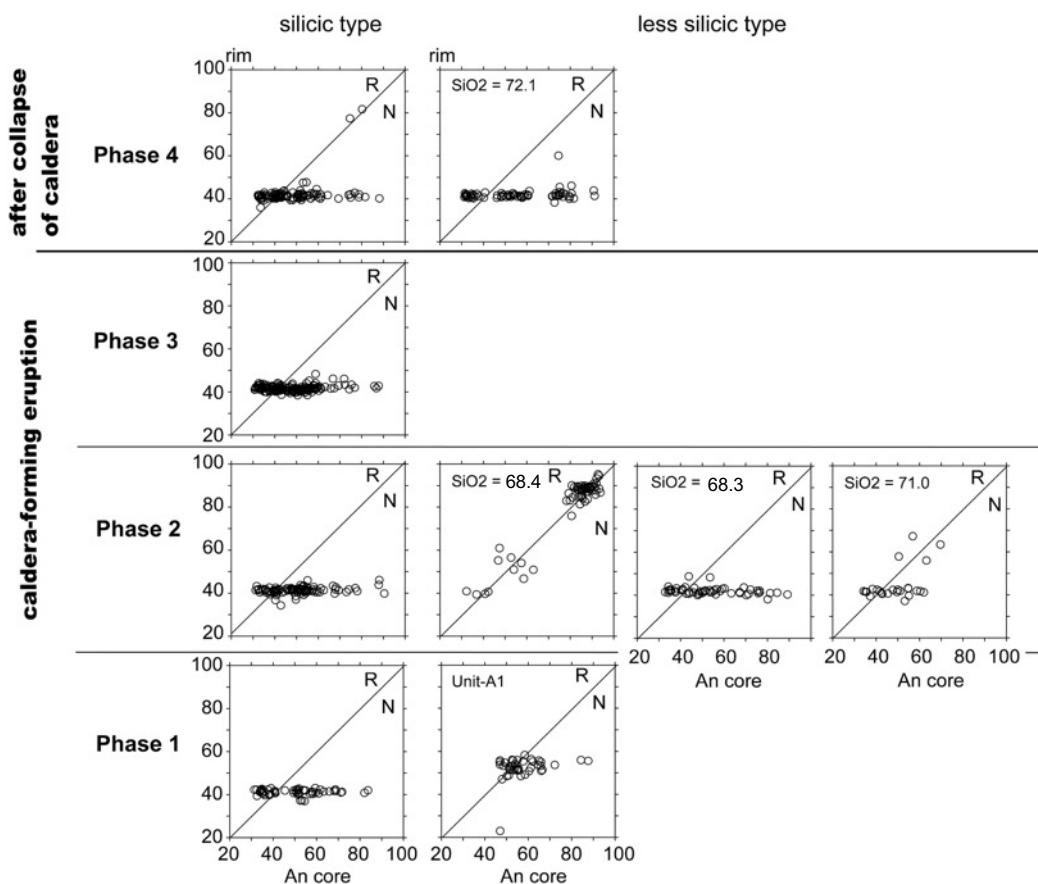 silicic type
less silicic type
after collapse
of caldera
caldera-forming eruption
Phase 4
rim
100
80
60
40
20
R
N
SiO2 = 72.1
R
N
Phase 3
100
80
60
40
20
R
N
Phase 2
100
80
60
40
20
R
N
SiO2 = 68.4
R
N
SiO2 = 68.3
R
N
20 40 60 80
An core
SiO2 = 71.0
R
N
20 40 60 80 100
An core
Phase 1
100
80
60
40
20
R
N
20 40 60 80 100
An core
Unit-A1
R
N
20 40 60 80 100
An core